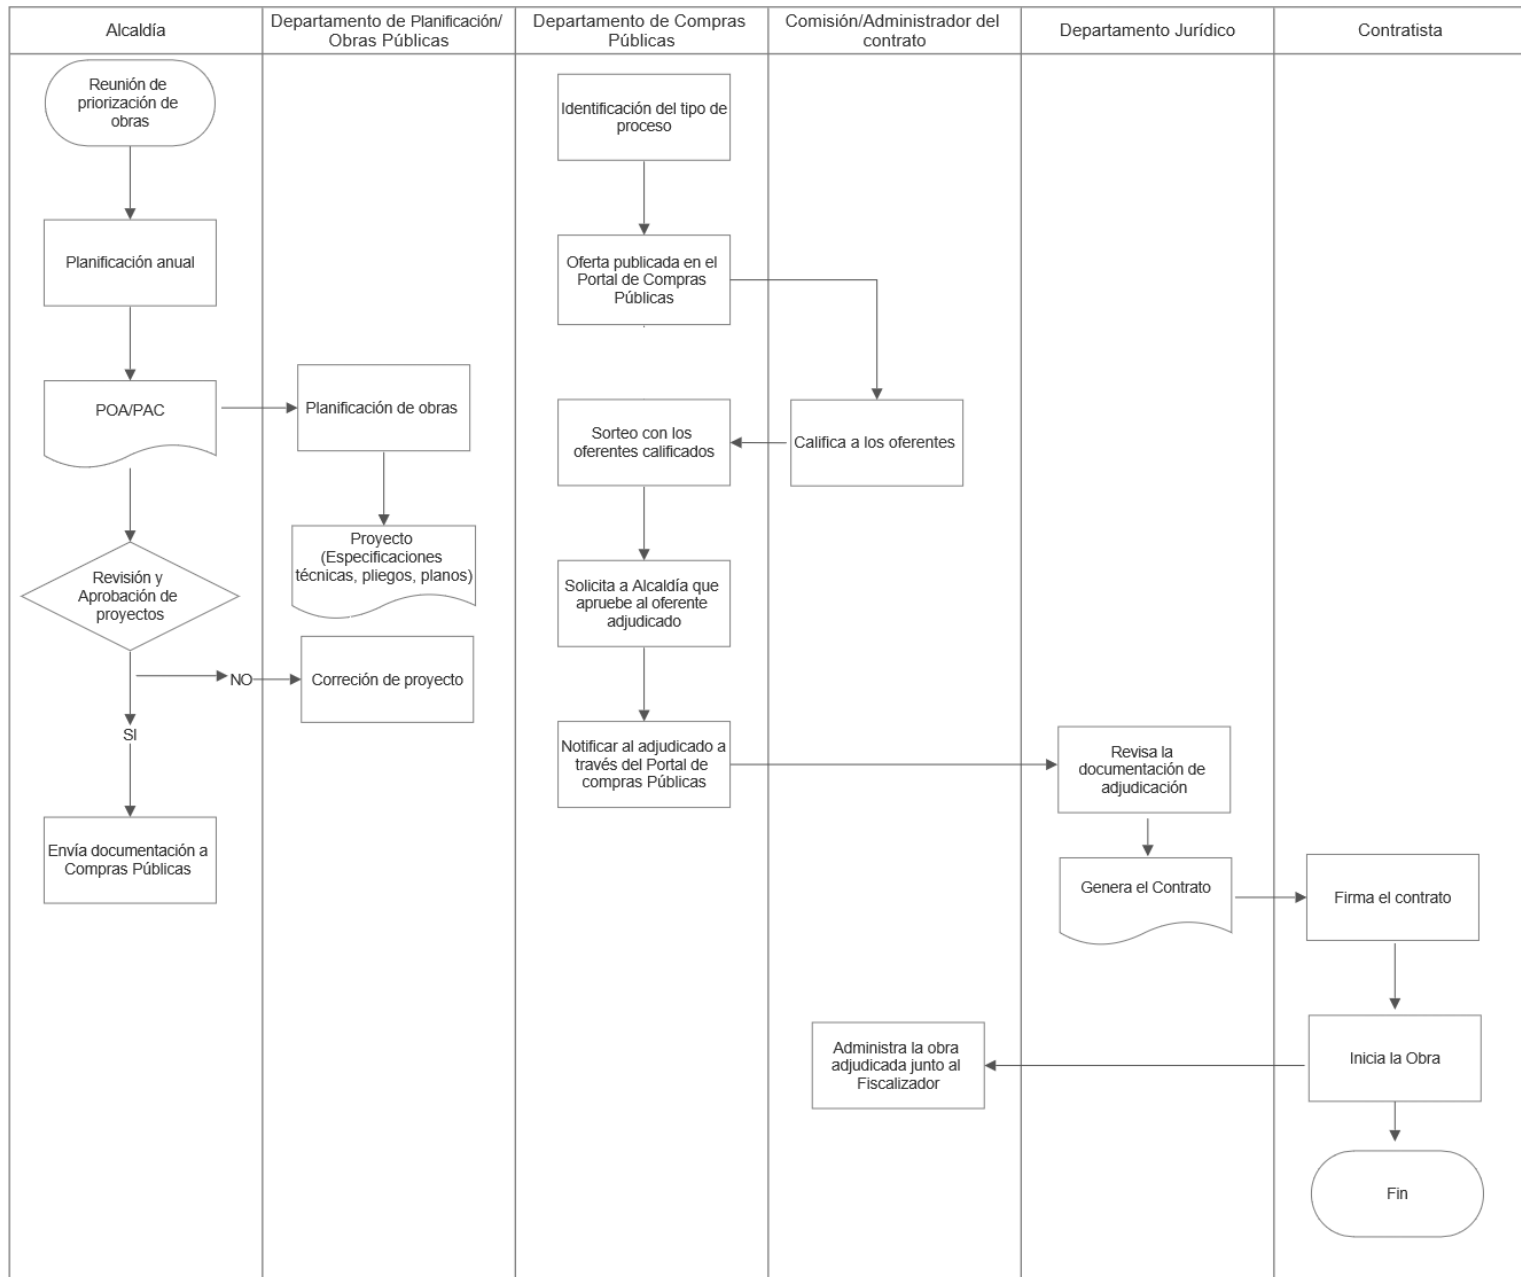 Alcaldía
Departamento de Planificación/
Obras Públicas
Departamento de Compras
Públicas
Comisión/Administrador del
contrato
Departamento Jurídico
Contratista
Reunión de
priorización de
obras
Planificación anual
POA/PAC
Revisión y
Aprobación de
proyectos
NO
SI
Envía documentación a
Compras Públicas
Planificación de obras
Proyecto
(Especificaciones
técnicas, pliegos, planos)
Correción de proyecto
Identificación del tipo de
proceso
Oferta publicada en el
Portal de Compras
Públicas
Sorteo con los
oferentes calificados
Solicita a Alcaldía que
apruebe al oferente
adjudicado
Notificar al adjudicado a
través del Portal de
compras Públicas
Califica a los oferentes
Administra la obra
adjudicada junto al
Fiscalizador
Revisa la
documentación de
adjudicación
Genera el Contrato
Firma el contrato
Inicia la Obra
Fin